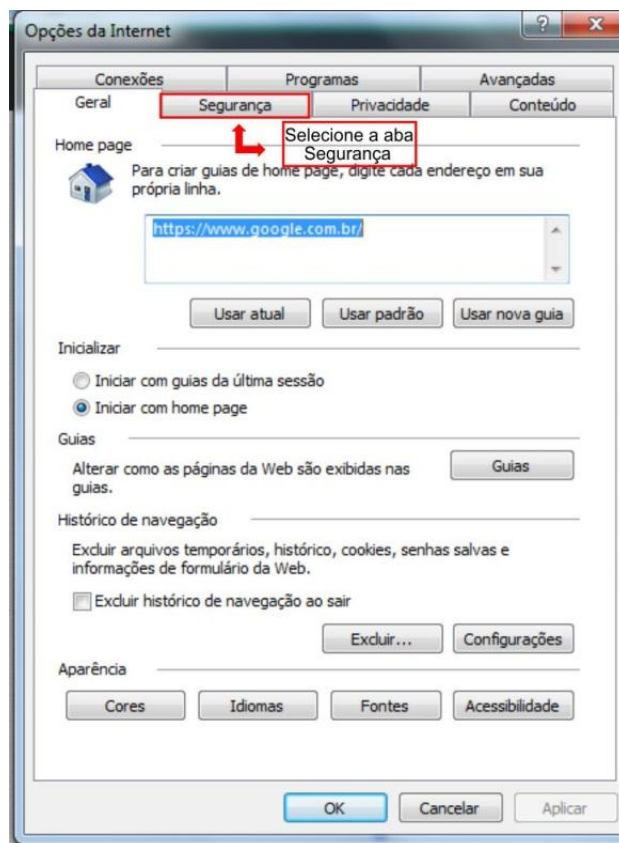 Opções da Internet
Conexões Programas Avançadas
Geral Segurança Privacidade Conteúdo
Selecione a aba
Segurança
Home page
Para criar guias de home page, digite cada endereço em sua
própria linha.
https://www.google.com.br/
Usar atual Usar padrão Usar nova guia
Inicializar
Iniciar com guias da última sessão
Iniciar com home page
Guias
Alterar como as páginas da Web são exibidas nas
guias.
Guias
Histórico de navegação
Excluir arquivos temporários, histórico, cookies, senhas salvas e
informações de formulário da Web.
Excluir histórico de navegação ao sair
Excluir... Configurações
Aparência
Cores Idiomas Fontes Acessibilidade
OK Cancelar Aplicar